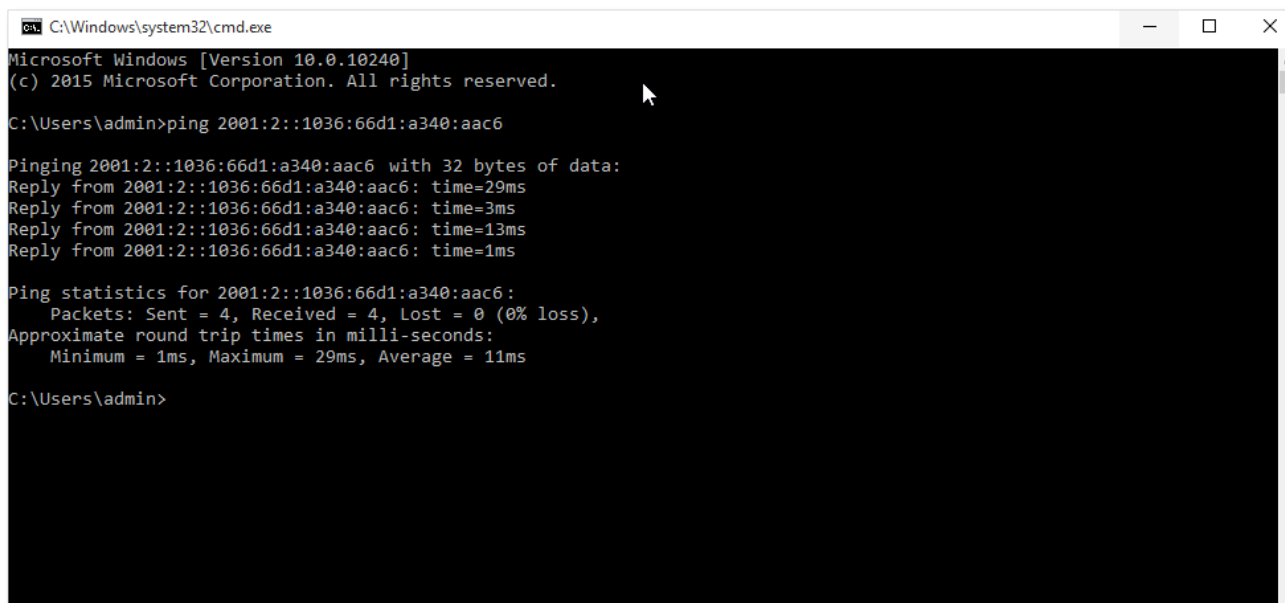 C:\Windows\system32\cmd.exe
Microsoft Windows [Version 10.0.10240]
(c) 2015 Microsoft Corporation. All rights reserved.
C:\Users\admin>ping 2001:2::1036:66d1:a340:aac6
Pinging 2001:2::1036:66d1:a340:aac6 with 32 bytes of data:
Reply from 2001:2::1036:66d1:a340:aac6: time=29ms
Reply from 2001:2::1036:66d1:a340:aac6: time=3ms
Reply from 2001:2::1036:66d1:a340:aac6: time=13ms
Reply from 2001:2::1036:66d1:a340:aac6: time=1ms
Ping statistics for 2001:2::1036:66d1:a340:aac6:
    Packets: Sent = 4, Received = 4, Lost = 0 (0% loss),
Approximate round trip times in milli-seconds:
    Minimum = 1ms, Maximum = 29ms, Average = 11ms
C:\Users\admin>